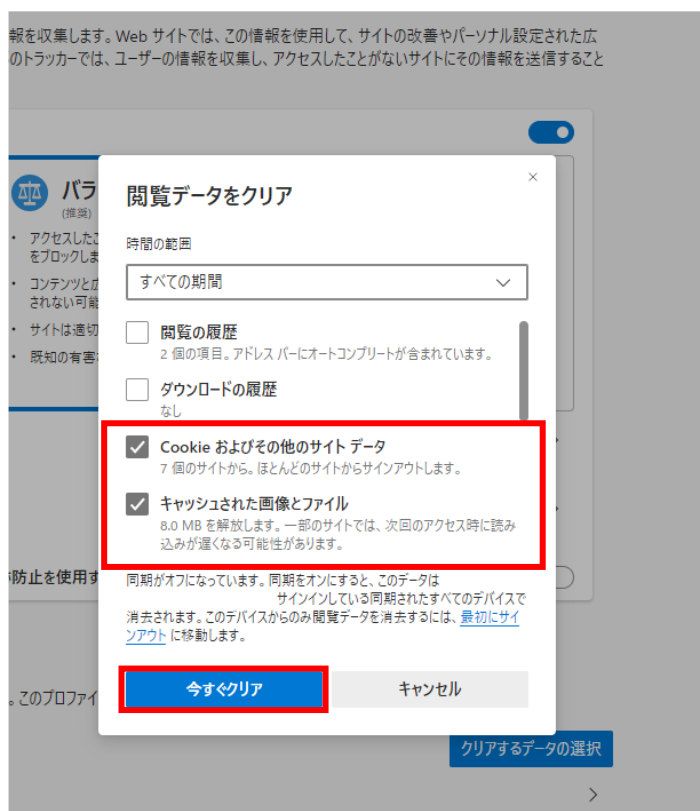 報を収集します。Web サイトでは、この情報を使用して、サイトの改善やパーソナル設定された広
のトラッカーでは、ユーザーの情報を収集し、アクセスしたことがないサイトにその情報を送信すること
バラ
(推奨)
・ アクセスしたこ
をブロックしま
・ コンテンツと広
されない可能
・ サイトは適切
・ 既知の有害
閲覧データをクリア
時間の範囲
すべての期間
閲覧の履歴
2 個の項目。アドレス バーにオートコンプリートが含まれています。
ダウンロードの履歴
なし
Cookie およびその他のサイト データ
7 個のサイトから。ほとんどのサイトからサインアウトします。
キャッシュされた画像とファイル
8.0 MB を解放します。一部のサイトでは、次回のアクセス時に読み
込みが遅くなる可能性があります。
防止を使用す
同期がオフになっています。同期をオンにすると、このデータは
サインインしている同期されたすべてのデバイスで
消去されます。このデバイスからのみ閲覧データを消去するには、最初にサイ
ンアウト に移動します。
今すぐクリア
キャンセル
。このプロファイ
クリアするデータの選択